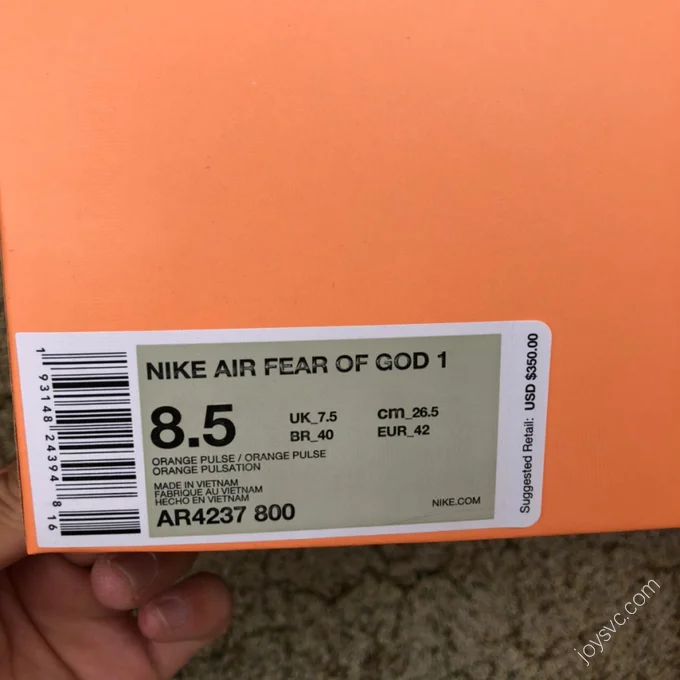 NIKE AIR FEAR OF GOD 1
8.5
UK_7.5 cm_26.5
BR_40 EUR_42
ORANGE PULSE / ORANGE PULSE
ORANGE PULSATION
MADE IN VIETNAM
FABRIQUE AU VIETNAM
HECHO EN VIETNAM
AR4237 800
NIKE.COM
Suggested Retail: USD $350.00
1 93148 24394 8 16
joysvc.com